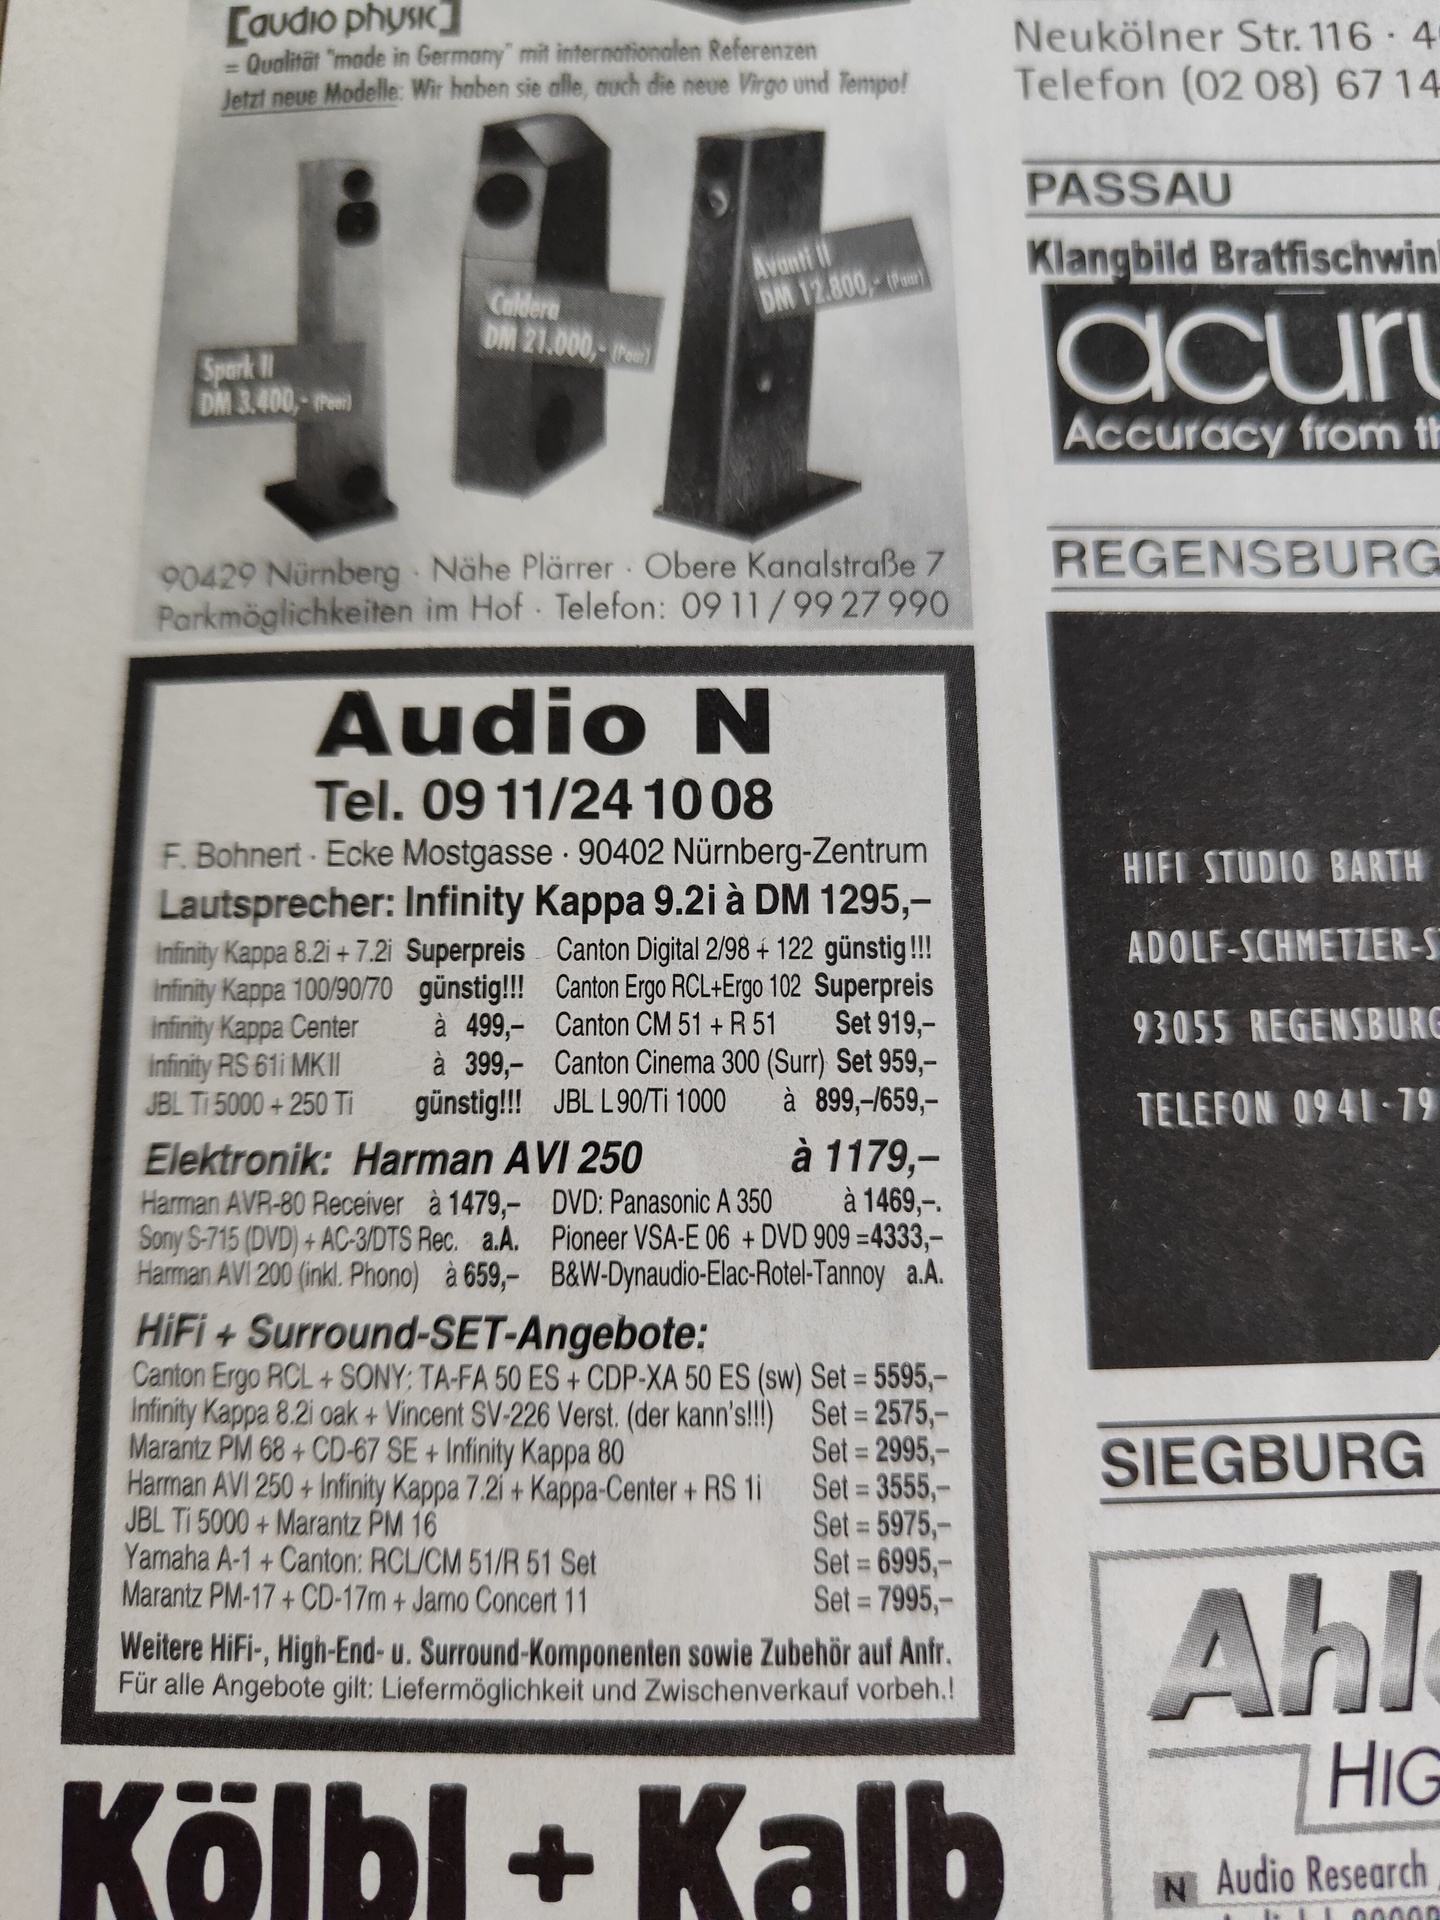 [audio physic]
= Qualität "made in Germany" mit internationalen Referenzen
Jetzt neue Modelle: Wir haben sie alle, auch die neue Virgo und Tempo!
Avanti II
DM 12.800,- (Paar)
Caldera
DM 21.000,- (Paar)
Spark II
DM 3.400,- (Paar)
90429 Nürnberg · Nähe Plärrer · Obere Kanalstraße 7
Parkmöglichkeiten im Hof · Telefon: 09 11 / 99 27 990
Audio N
Tel. 09 11/24 10 08
F. Bohnert · Ecke Mostgasse · 90402 Nürnberg-Zentrum
Lautsprecher: Infinity Kappa 9.2i à DM 1295,–
Infinity Kappa 8.2i + 7.2i Superpreis Canton Digital 2/98 + 122 günstig!!!
Infinity Kappa 100/90/70 günstig!!! Canton Ergo RCL+Ergo 102 Superpreis
Infinity Kappa Center à 499,– Canton CM 51 + R 51 Set 919,–
Infinity RS 61i MK II à 399,– Canton Cinema 300 (Surr) Set 959,–
JBL Ti 5000 + 250 Ti günstig!!! JBL L 90/Ti 1000 à 899,–/659,–
Elektronik: Harman AVI 250 à 1179,–
Harman AVR-80 Receiver à 1479,– DVD: Panasonic A 350 à 1469,–.
Sony S-715 (DVD) + AC-3/DTS Rec. a.A. Pioneer VSA-E 06 + DVD 909 =4333,–
Harman AVI 200 (inkl. Phono) à 659,– B&W-Dynaudio-Elac-Rotel-Tannoy a.A.
HiFi + Surround-SET-Angebote:
Canton Ergo RCL + SONY: TA-FA 50 ES + CDP-XA 50 ES (sw) Set = 5595,–
Infinity Kappa 8.2i oak + Vincent SV-226 Verst. (der kann's!!!) Set = 2575,–
Marantz PM 68 + CD-67 SE + Infinity Kappa 80 Set = 2995,–
Harman AVI 250 + Infinity Kappa 7.2i + Kappa-Center + RS 1i Set = 3555,–
JBL Ti 5000 + Marantz PM 16 Set = 5975,–
Yamaha A-1 + Canton: RCL/CM 51/R 51 Set Set = 6995,–
Marantz PM-17 + CD-17m + Jamo Concert 11 Set = 7995,–
Weitere HiFi-, High-End- u. Surround-Komponenten sowie Zubehör auf Anfr.
Für alle Angebote gilt: Liefermöglichkeit und Zwischenverkauf vorbeh.!
Kölbl + Kalb
Neukölner Str. 116 · 4
Telefon (02 08) 67 14
PASSAU
Klangbild Bratfischwin
acuru
Accuracy from th
REGENSBURG
HIFI STUDIO BARTH
ADOLF-SCHMETZER-S
93055 REGENSBURG
TELEFON 0941-79
SIEGBURG
Ahl
HIG
N Audio Research